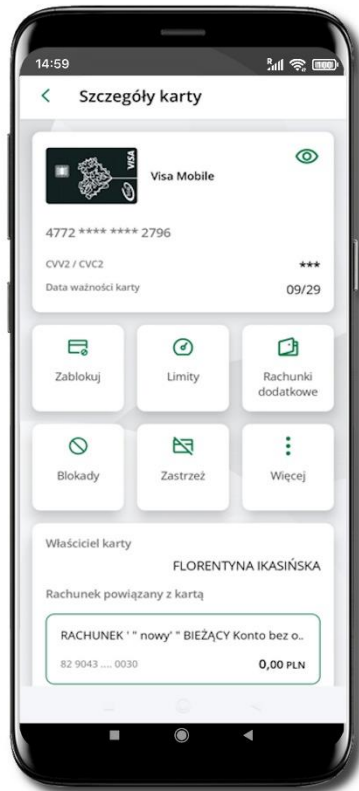 14:59
R
Szczegóły karty
VISA
Visa Mobile
4772 **** **** 2796
CVV2 / CVC2 ***
Data ważności karty 09/29
Zablokuj
Limity
Rachunki
dodatkowe
Blokady
Zastrzeż
Więcej
Właściciel karty
FLORENTYNA IKASIŃSKA
Rachunek powiązany z kartą
RACHUNEK ' " nowy' " BIEŻĄCY Konto bez o..
82 9043 .... 0030 0,00 PLN